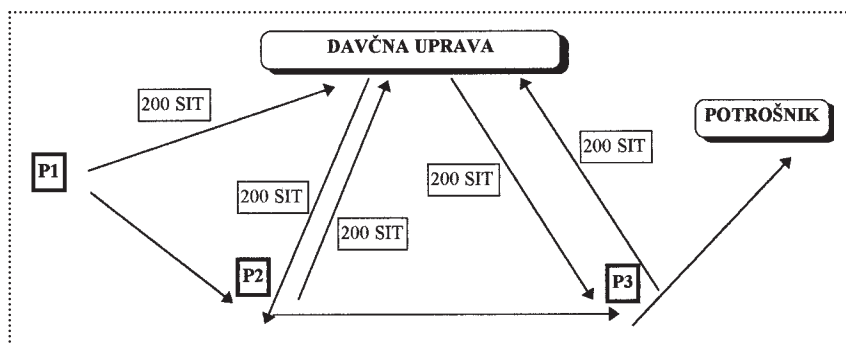 DAVČNA UPRAVA
200 SIT
POTROŠNIK
200 SIT
P1
200 SIT
200 SIT
200 SIT
P2
P3